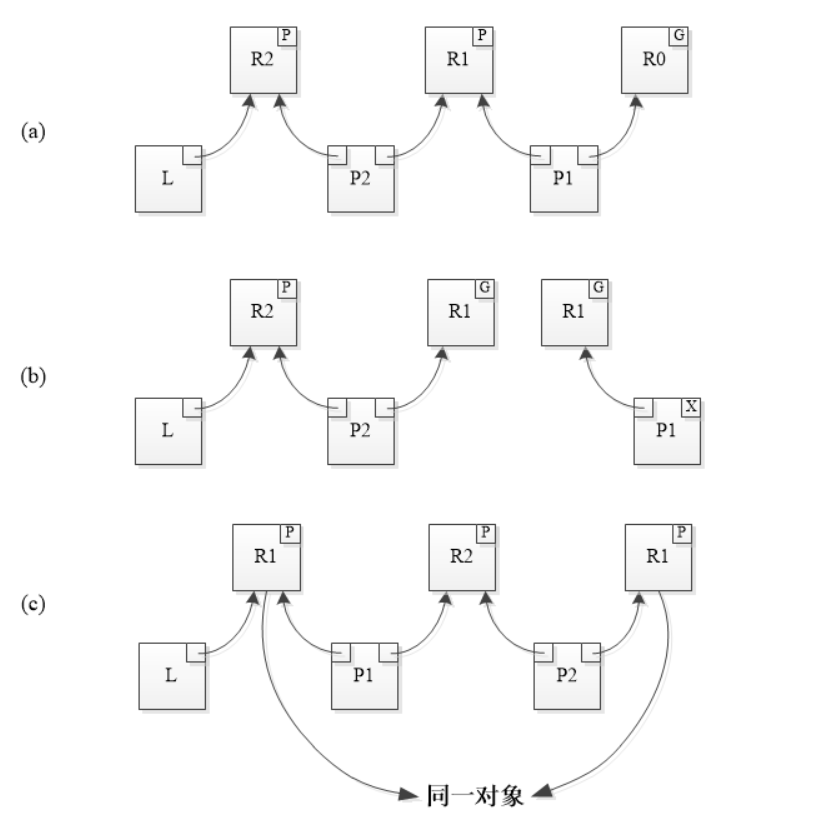 P P G
R2 R1 R0
(a)
L P2 P1
P G G
R2 R1 R1
(b)
X
L P2 P1
P P P
R1 R2 R1
(c)
L P1 P2
同一对象